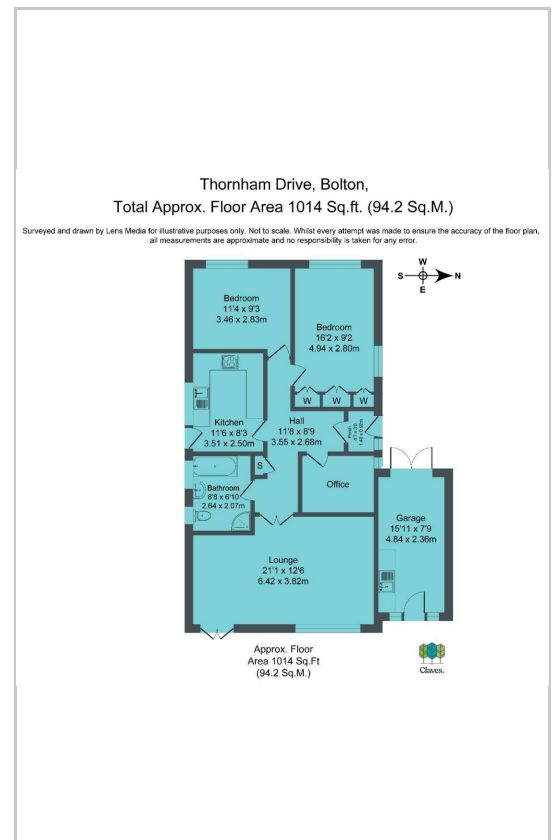 Thornham Drive, Bolton,
Total Approx. Floor Area 1014 Sq.ft. (94.2 Sq.M.)
Surveyed and drawn by Lens Media for illustrative purposes only. Not to scale. Whilst every attempt was made to ensure the accuracy of the floor plan,
all measurements are approximate and no responsibility is taken for any error.
W
S
N
E
Bedroom
11'4 x 9'3
3.46 x 2.83m
Bedroom
16'2 x 9'2
4.94 x 2.80m
W
W
W
Kitchen
11'6 x 8'3
3.51 x 2.50m
Hall
11'8 x 8'9
3.55 x 2.68m
Porch
S
Bathroom
8'8 x 6'10
2.64 x 2.07m
Office
Garage
15'11 x 7'9
4.84 x 2.36m
Lounge
21'1 x 12'6
6.42 x 3.82m
Approx. Floor
Area 1014 Sq.Ft
(94.2 Sq.M.)
Claves.